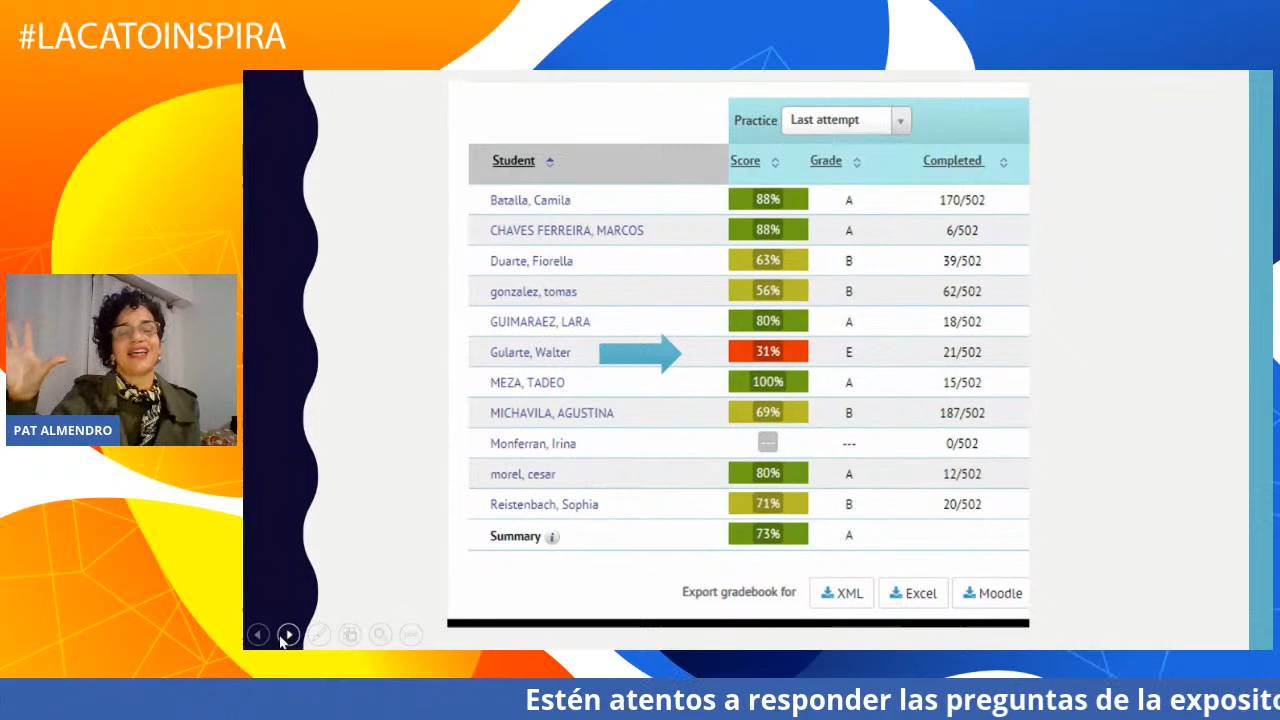 #LACATOINSPIRA
Practice Last attempt
Student Score Grade Completed
Batalla, Camila 88% A 170/502
CHAVES FERREIRA, MARCOS 88% A 6/502
Duarte, Fiorella 63% B 39/502
gonzalez, tomas 56% B 62/502
GUIMARAEZ, LARA 80% A 18/502
Gularte, Walter 31% E 21/502
MEZA, TADEO 100% A 15/502
MICHAVILA, AGUSTINA 69% B 187/502
Monferran, Irina --- --- 0/502
morel, cesar 80% A 12/502
Reistenbach, Sophia 71% B 20/502
Summary i 73% A
Export gradebook for XML Excel Moodle
PAT ALMENDRO
Estén atentos a responder las preguntas de la exposito